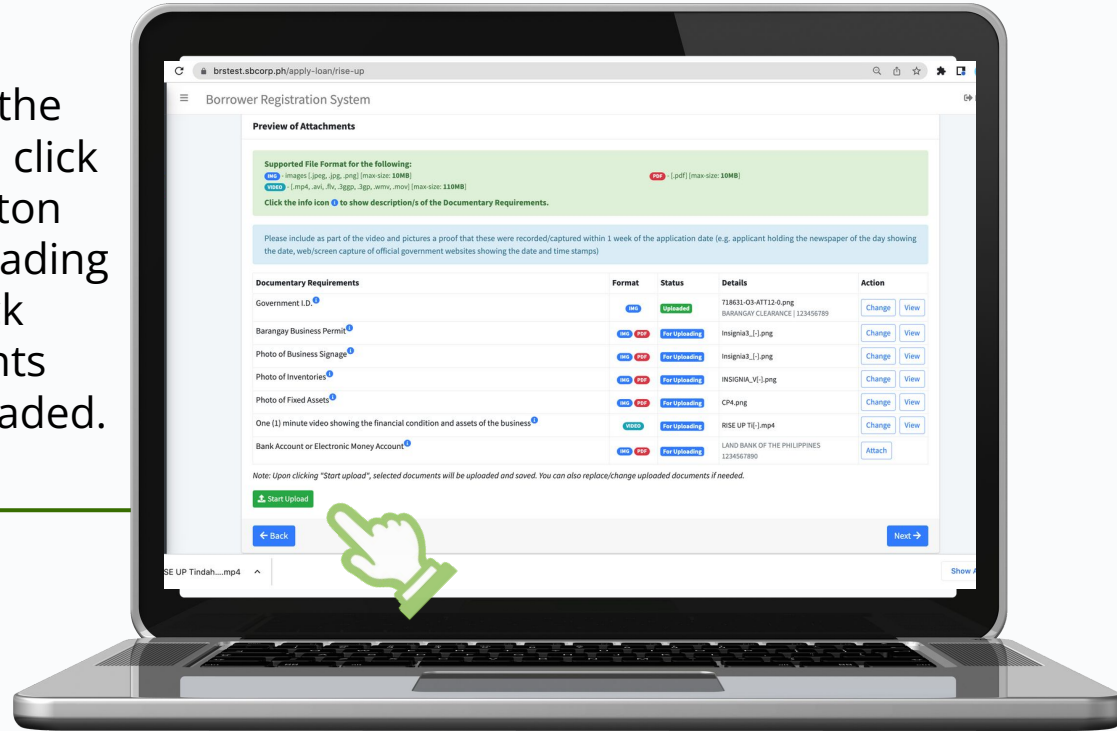 the
click
ton
ading
k
nts
aded.
brstest.sbcorp.ph/apply-loan/rise-up
Borrower Registration System
Preview of Attachments
Supported File Format for the following:
IMG - images [.jpeg, .jpg, .png] [max-size: 10MB] PDF - [.pdf] [max-size: 10MB]
VIDEO - [.mp4, .avi, .flv, .3ggp, .3gp, .wmv, .mov] [max-size: 110MB]
Click the info icon i to show description/s of the Documentary Requirements.
Please include as part of the video and pictures a proof that these were recorded/captured within 1 week of the application date (e.g. applicant holding the newspaper of the day showing
the date, web/screen capture of official government websites showing the date and time stamps)
Documentary Requirements Format Status Details Action
Government I.D. i IMG Uploaded 718631-O3-ATT12-0.png Change View
BARANGAY CLEARANCE | 123456789
Barangay Business Permit i IMG PDF For Uploading Insignia3_[-].png Change View
Photo of Business Signage i IMG PDF For Uploading Insignia3_[-].png Change View
Photo of Inventories i IMG PDF For Uploading INSIGNIA_V[-].png Change View
Photo of Fixed Assets i IMG PDF For Uploading CP4.png Change View
One (1) minute video showing the financial condition and assets of the business i VIDEO For Uploading RISE UP Ti[-].mp4 Change View
Bank Account or Electronic Money Account i IMG PDF For Uploading LAND BANK OF THE PHILIPPINES Attach
1234567890
Note: Upon clicking "Start upload", selected documents will be uploaded and saved. You can also replace/change uploaded documents if needed.
Start Upload
← Back Next →
SE UP Tindah....mp4 Show A